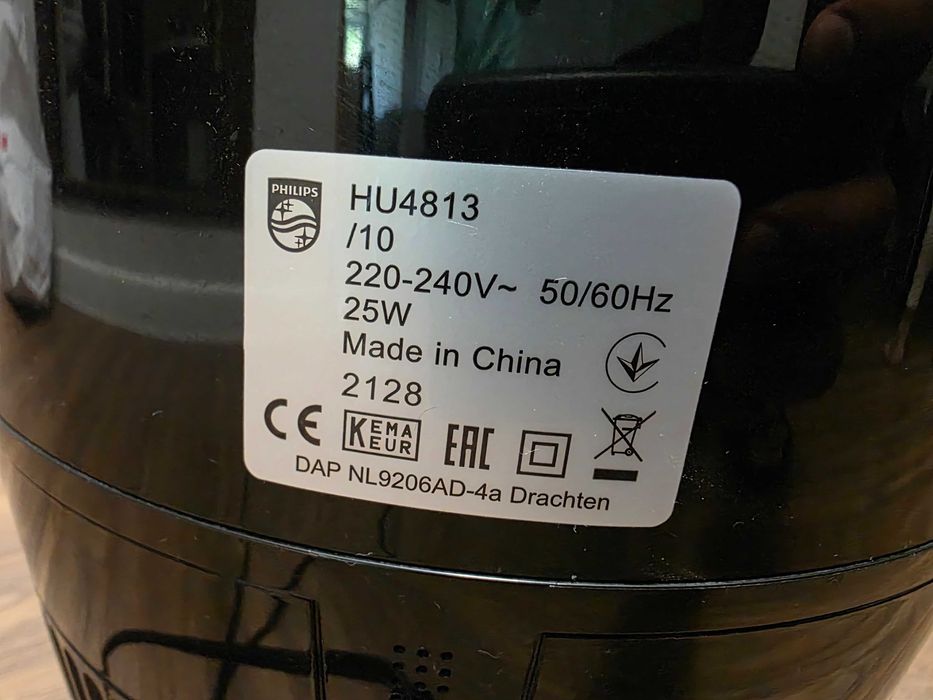 PHILIPS
HU4813
/10
220-240V~ 50/60Hz
25W
Made in China
2128
CE KEMA KEUR EAC
DAP NL9206AD-4a Drachten